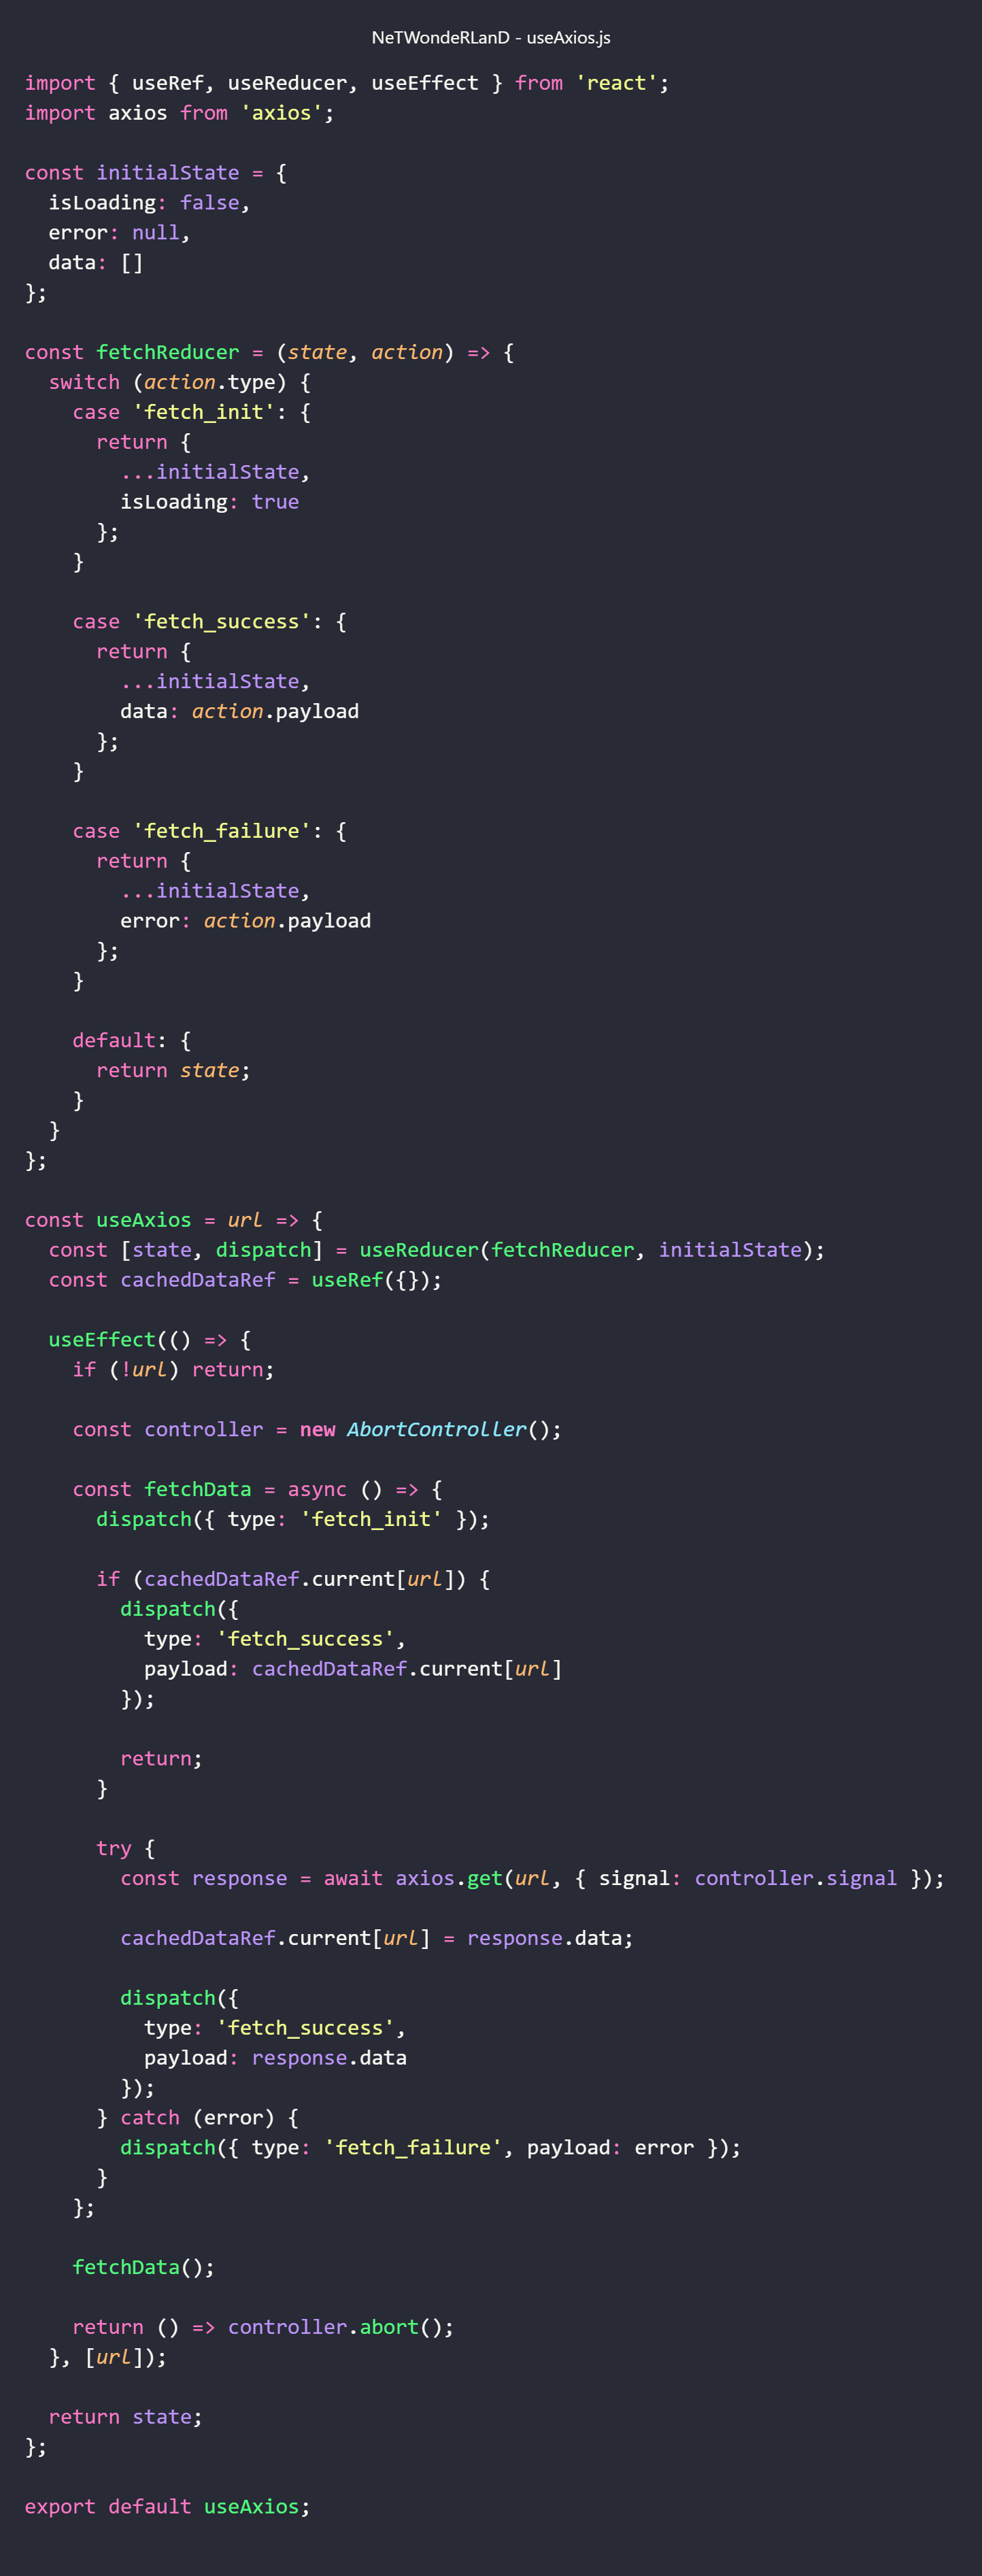 NeTWondeRLanD - useAxios.js
import { useRef, useReducer, useEffect } from 'react';
import axios from 'axios';

const initialState = {
  isLoading: false,
  error: null,
  data: []
};

const fetchReducer = (state, action) => {
  switch (action.type) {
    case 'fetch_init': {
      return {
        ...initialState,
        isLoading: true
      };
    }

    case 'fetch_success': {
      return {
        ...initialState,
        data: action.payload
      };
    }

    case 'fetch_failure': {
      return {
        ...initialState,
        error: action.payload
      };
    }

    default: {
      return state;
    }
  }
};

const useAxios = url => {
  const [state, dispatch] = useReducer(fetchReducer, initialState);
  const cachedDataRef = useRef({});

  useEffect(() => {
    if (!url) return;

    const controller = new AbortController();

    const fetchData = async () => {
      dispatch({ type: 'fetch_init' });

      if (cachedDataRef.current[url]) {
        dispatch({
          type: 'fetch_success',
          payload: cachedDataRef.current[url]
        });

        return;
      }

      try {
        const response = await axios.get(url, { signal: controller.signal });

        cachedDataRef.current[url] = response.data;

        dispatch({
          type: 'fetch_success',
          payload: response.data
        });
      } catch (error) {
        dispatch({ type: 'fetch_failure', payload: error });
      }
    };

    fetchData();

    return () => controller.abort();
  }, [url]);

  return state;
};

export default useAxios;